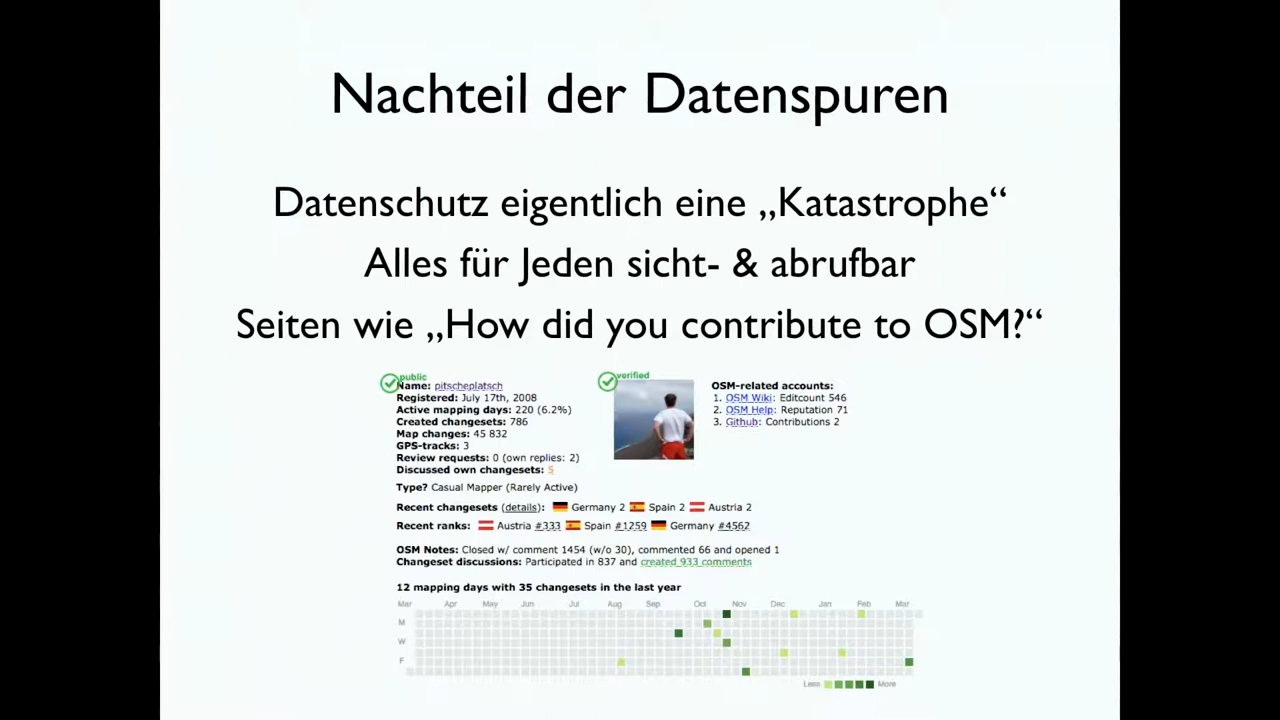 Nachteil der Datenspuren
Datenschutz eigentlich eine „Katastrophe“
Alles für Jeden sicht- & abrufbar
Seiten wie „How did you contribute to OSM?“
public
Name: pitscheplatsch
Registered: July 17th, 2008
Active mapping days: 220 (6.2%)
Created changesets: 786
Map changes: 45 832
GPS-tracks: 3
Review requests: 0 (own replies: 2)
Discussed own changesets: 5
verified
OSM-related accounts:
1. OSM Wiki: Editcount 546
2. OSM Help: Reputation 71
3. Github: Contributions 2
Type? Casual Mapper (Rarely Active)
Recent changesets (details): Germany 2 Spain 2 Austria 2
Recent ranks: Austria #333 Spain #1259 Germany #4562
OSM Notes: Closed w/ comment 1454 (w/o 30), commented 66 and opened 1
Changeset discussions: Participated in 837 and created 933 comments
12 mapping days with 35 changesets in the last year
Mar Apr May Jun Jul Aug Sep Oct Nov Dec Jan Feb Mar
M
W
F
Less More